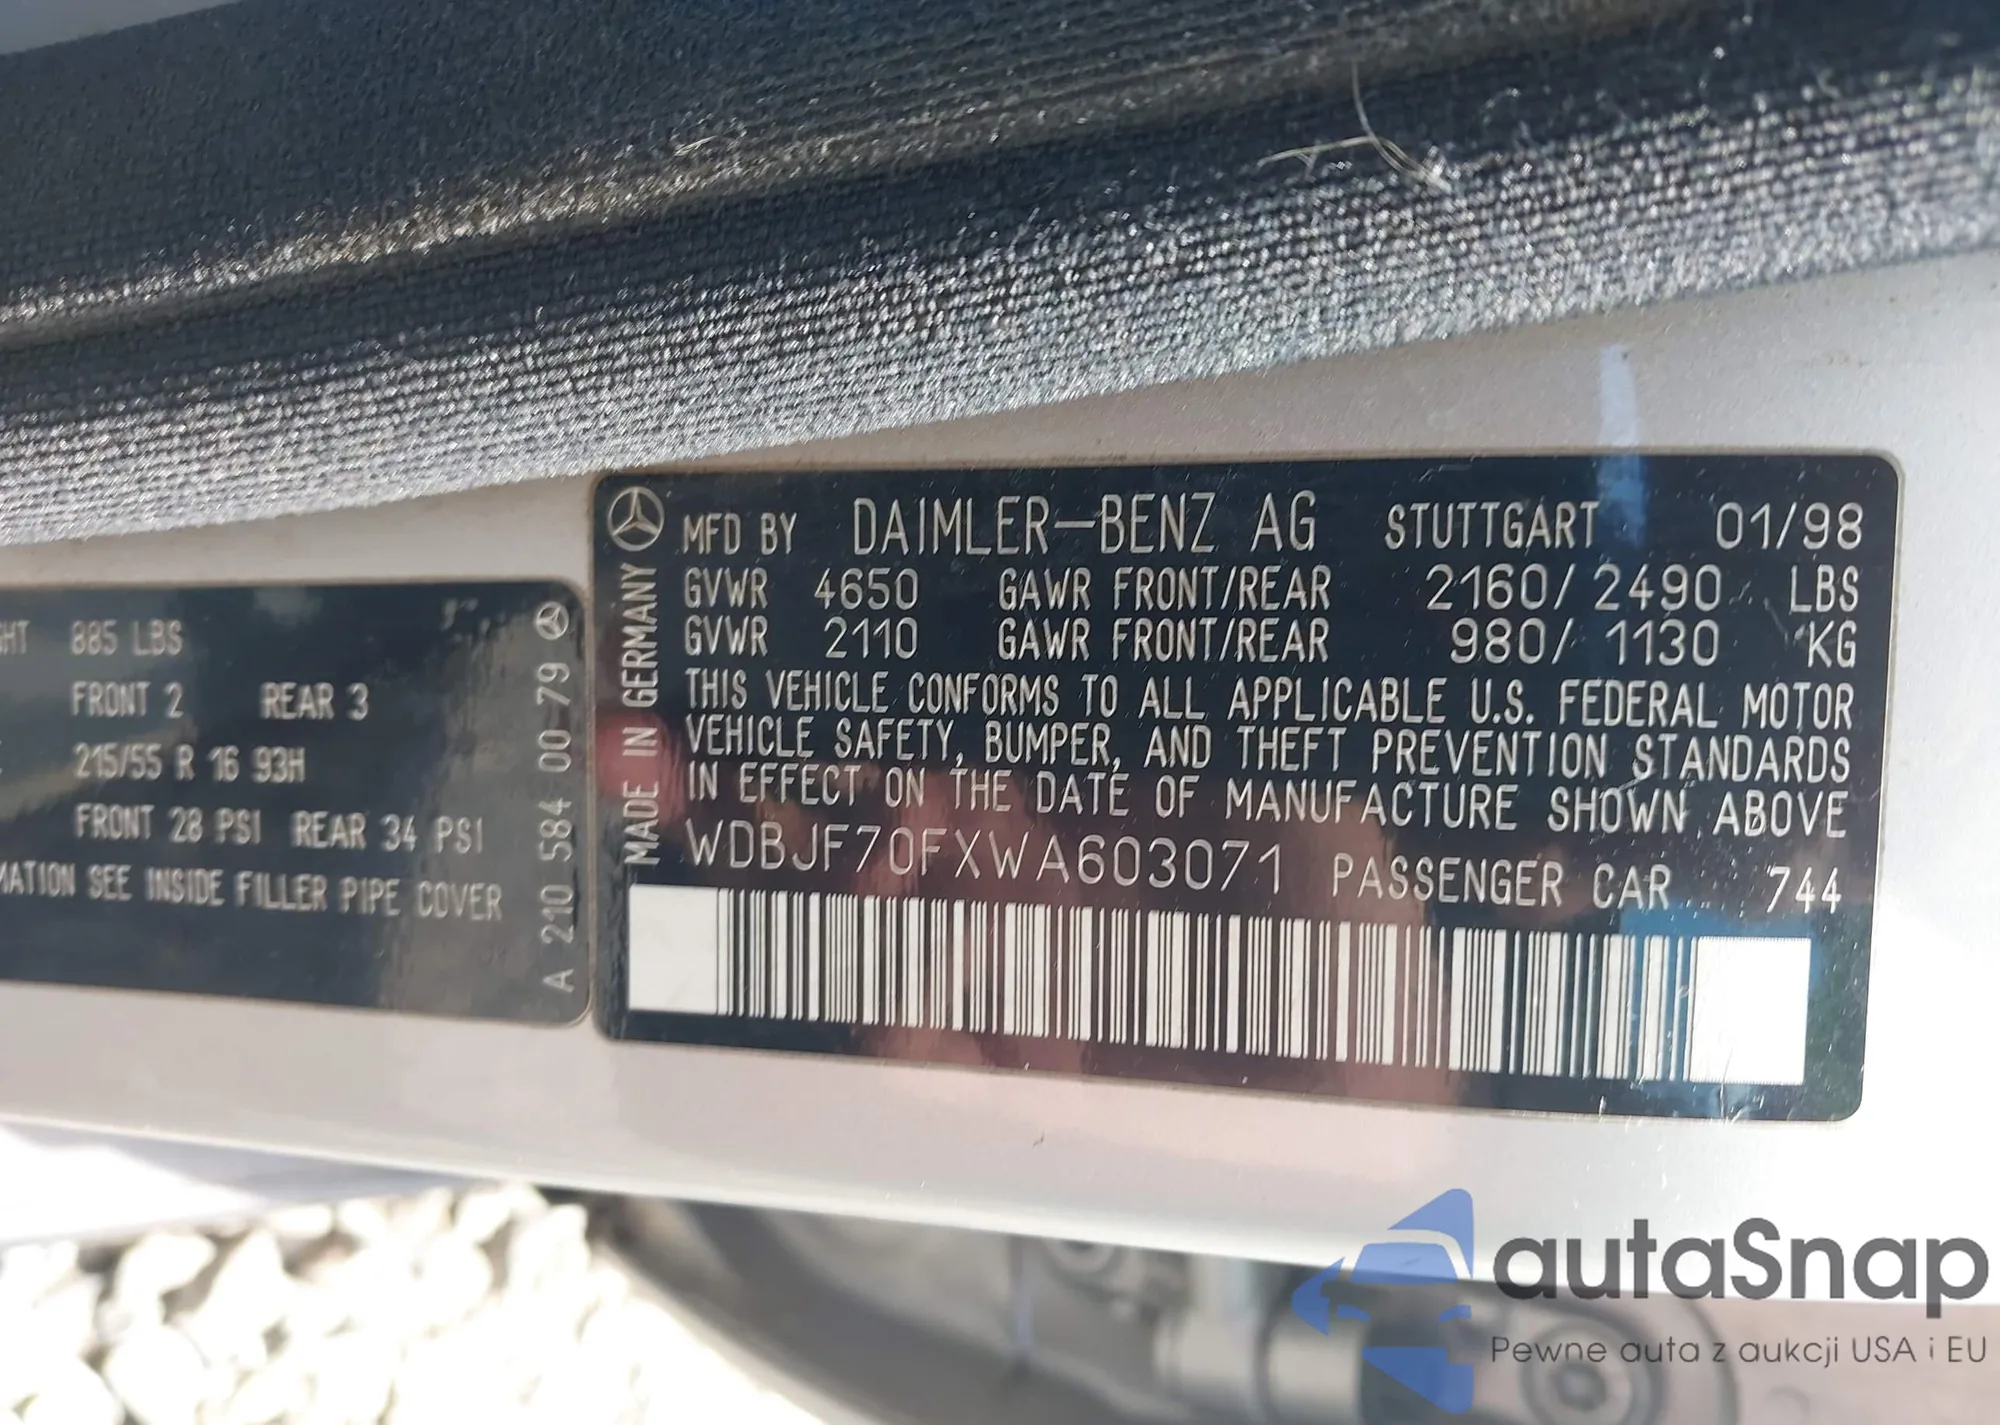 885 LBS
FRONT 2 REAR 3
215/55 R 16 93H
FRONT 28 PSI REAR 34 PSI
SEE INSIDE FILLER PIPE COVER
A 210 584 00 79
MADE IN GERMANY
MFD BY DAIMLER-BENZ AG STUTTGART 01/98
GVWR 4650 GAWR FRONT/REAR 2160/2490 LBS
GVWR 2110 GAWR FRONT/REAR 980/1130 KG
THIS VEHICLE CONFORMS TO ALL APPLICABLE U.S. FEDERAL MOTOR
VEHICLE SAFETY, BUMPER, AND THEFT PREVENTION STANDARDS
IN EFFECT ON THE DATE OF MANUFACTURE SHOWN ABOVE
WDBJF70FXWA603071 PASSENGER CAR 744
autaSnap
Pewne auta z aukcji USA i EU